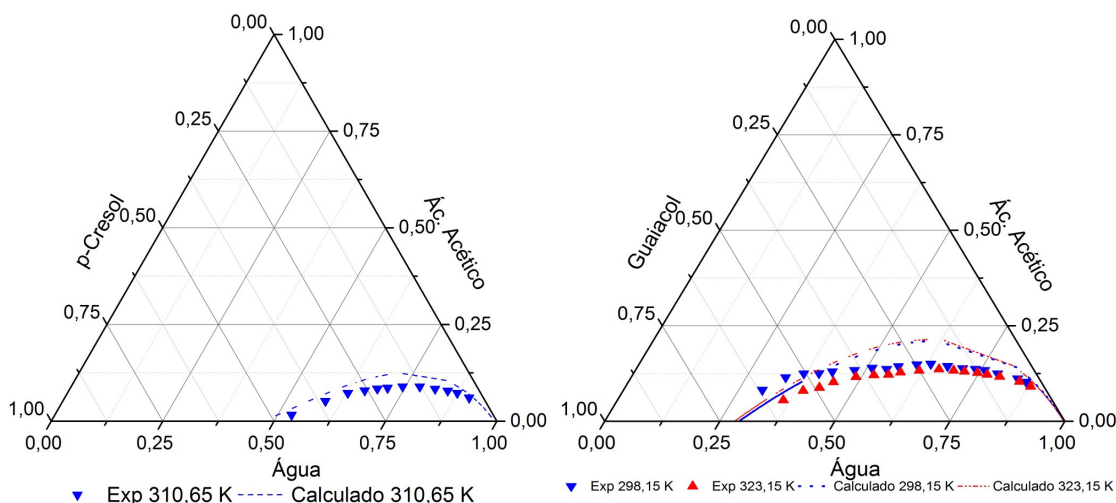 0,00
1,00
0,25
0,75
p-Cresol
Ác. Acético
0,50
0,50
0,75
0,25
1,00
0,00
0,00
0,25
0,50
0,75
1,00
Água
Exp 310,65 K
Calculado 310,65 K
0,00
1,00
0,25
0,75
Guaiacol
Ác. Acético
0,50
0,50
0,75
0,25
1,00
0,00
0,00
0,25
0,50
0,75
1,00
Água
Exp 298,15 K
Exp 323,15 K
Calculado 298,15 K
Calculado 323,15 K